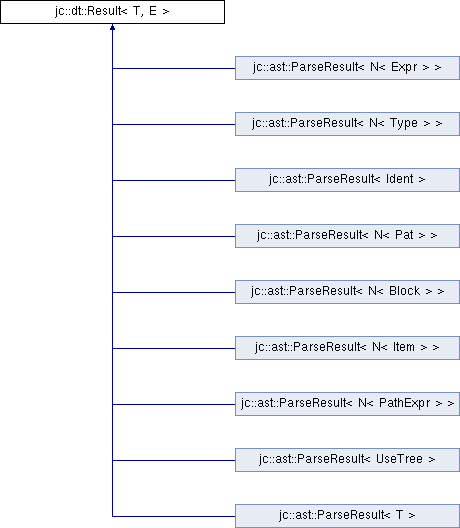 jc::dt::Result< T, E >
jc::ast::ParseResult< N< Expr > >
jc::ast::ParseResult< N< Type > >
jc::ast::ParseResult< Ident >
jc::ast::ParseResult< N< Pat > >
jc::ast::ParseResult< N< Block > >
jc::ast::ParseResult< N< Item > >
jc::ast::ParseResult< N< PathExpr > >
jc::ast::ParseResult< UseTree >
jc::ast::ParseResult< T >